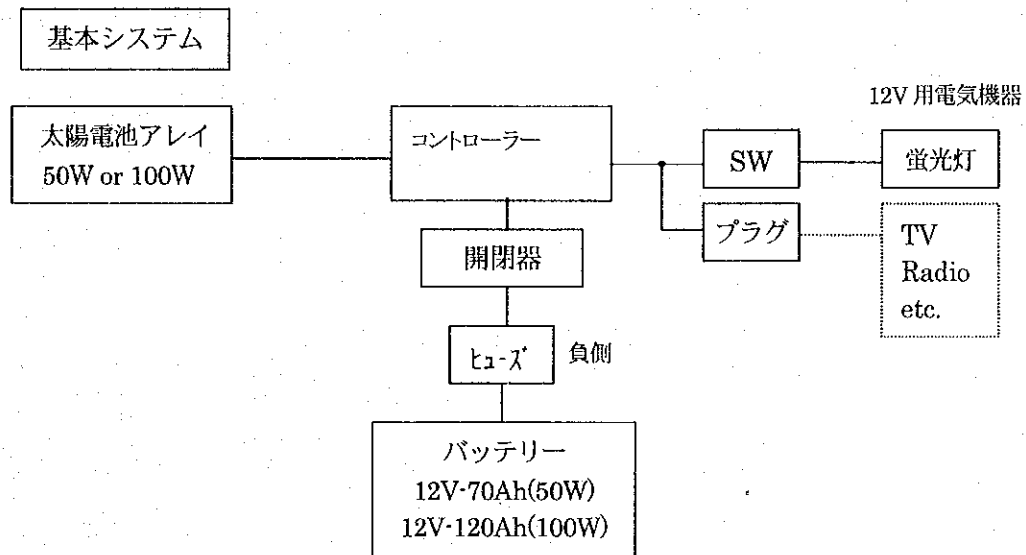 基本システム
12V 用電気機器
太陽電池アレイ
50W or 100W
コントローラー
SW
蛍光灯
プラグ
TV
Radio
etc.
開閉器
ﾋｭｰｽﾞ
負側
バッテリー
12V-70Ah(50W)
12V-120Ah(100W)